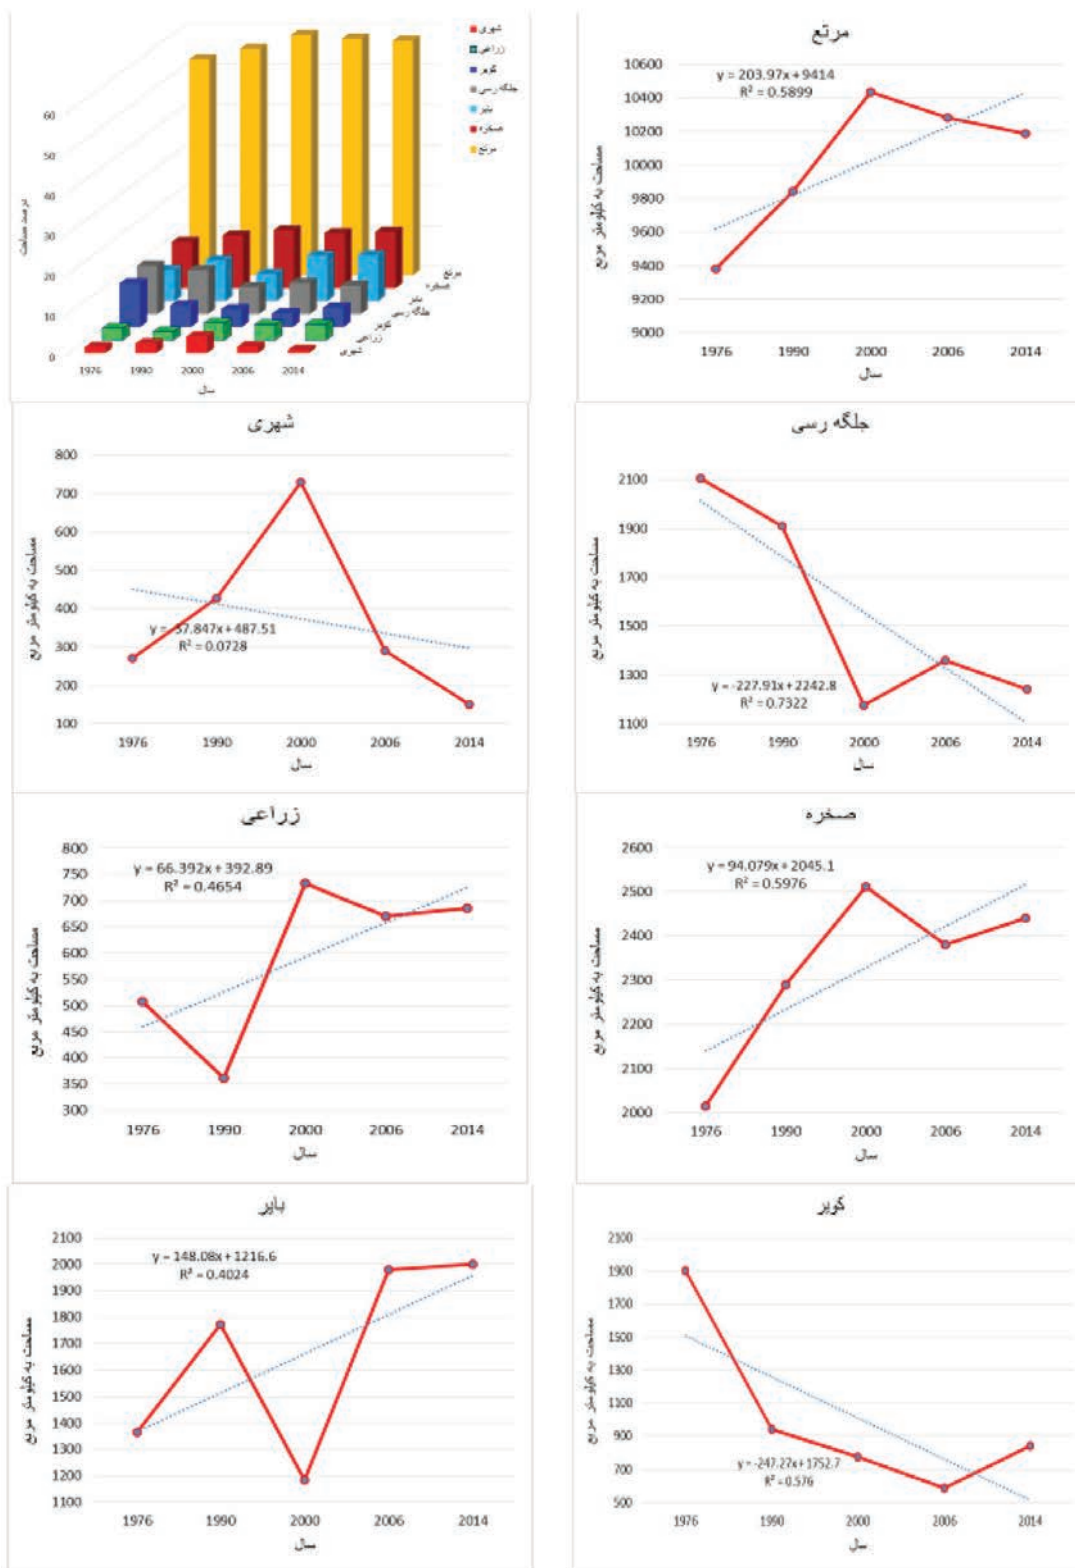 شهری
زراعی
کویر
جلگه رسی
بایر
صخره
مرتع
درصد مساحت
60
50
40
30
20
10
0
1976 1990 2000 2006 2014
سال
مرتع
صخره
بایر
جلگه رسی
کویر
زراعی
شهری
مرتع
y = 203.97x + 9414
R² = 0.5899
مساحت به کیلومتر مربع
10600
10400
10200
10000
9800
9600
9400
9200
9000
1976 1990 2000 2006 2014
سال
شهری
مساحت به کیلومتر مربع
800
700
600
500
400
300
200
100
y = -37.847x + 487.51
R² = 0.0728
1976 1990 2000 2006 2014
سال
جلگه رسی
مساحت به کیلومتر مربع
2100
1900
1700
1500
1300
1100
y = -227.91x + 2242.8
R² = 0.7322
1976 1990 2000 2006 2014
سال
زراعی
y = 66.392x + 392.89
R² = 0.4654
مساحت به کیلومتر مربع
800
750
700
650
600
550
500
450
400
350
300
1976 1990 2000 2006 2014
سال
صخره
y = 94.079x + 2045.1
R² = 0.5976
مساحت به کیلومتر مربع
2600
2500
2400
2300
2200
2100
2000
1976 1990 2000 2006 2014
سال
بایر
y = 148.08x + 1216.6
R² = 0.4024
مساحت به کیلومتر مربع
2100
2000
1900
1800
1700
1600
1500
1400
1300
1200
1100
1976 1990 2000 2006 2014
سال
کویر
مساحت به کیلومتر مربع
2100
1900
1700
1500
1300
1100
900
700
500
y = -247.27x + 1752.7
R² = 0.576
1976 1990 2000 2006 2014
سال